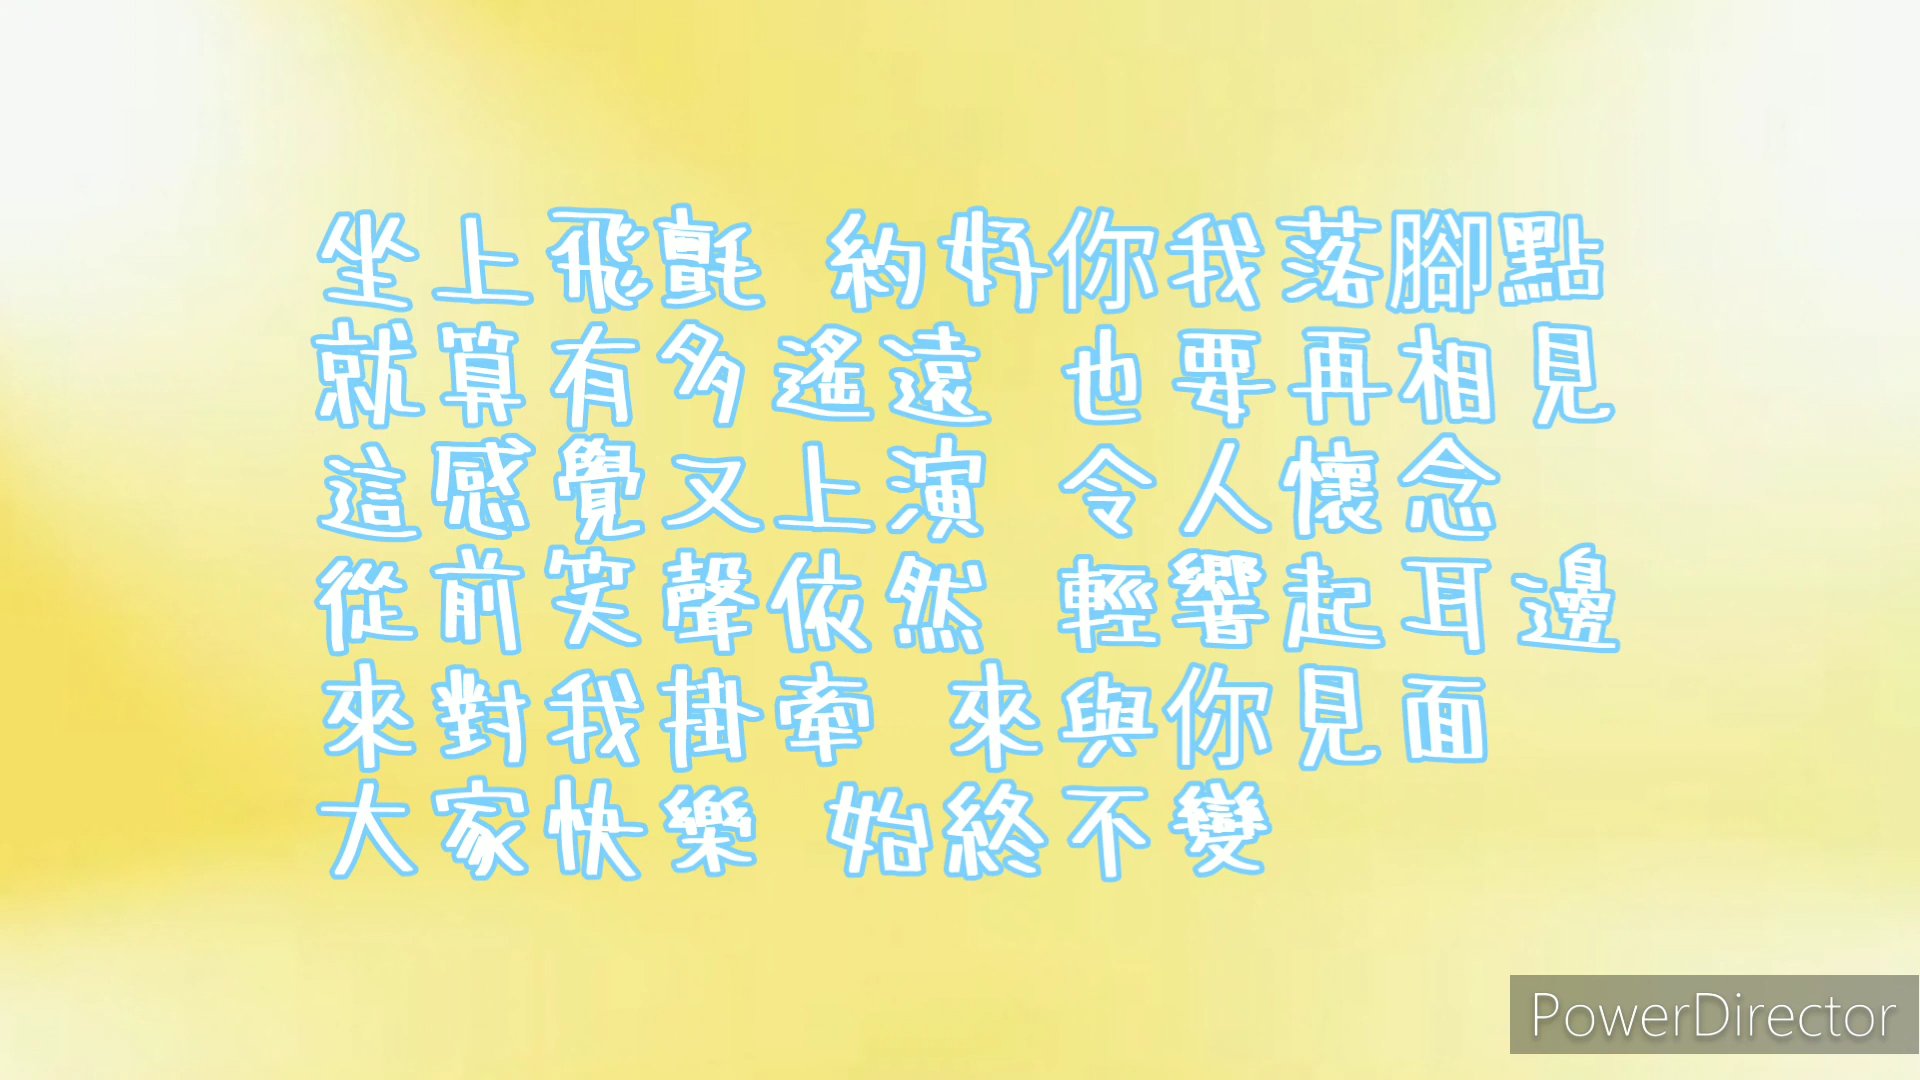 坐上飛氈 約好你我落腳點
就算有多遙遠 也要再相見
這感覺又上演 令人懷念
從前笑聲依然 輕響起耳邊
來對我掛牽 來與你見面
大家快樂 始終不變
PowerDirector